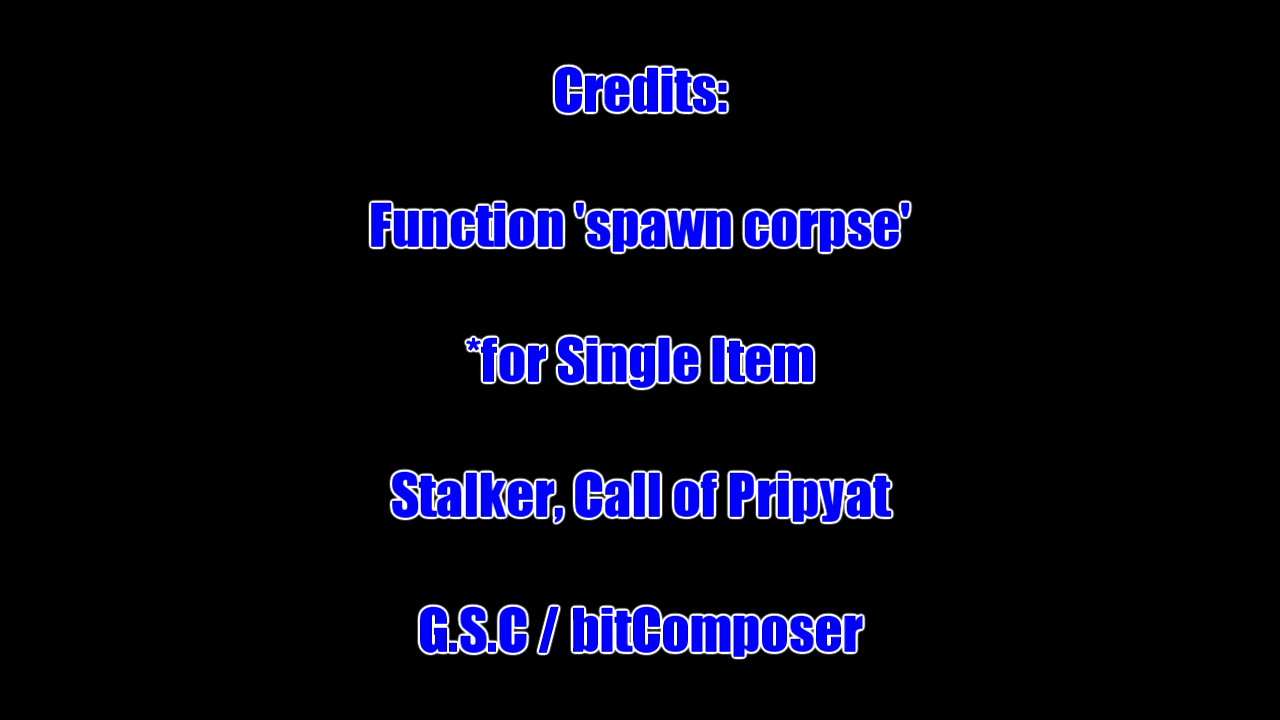 Credits:
Function 'spawn corpse'
*for Single Item
Stalker, Call of Pripyat
G.S.C / bitComposer